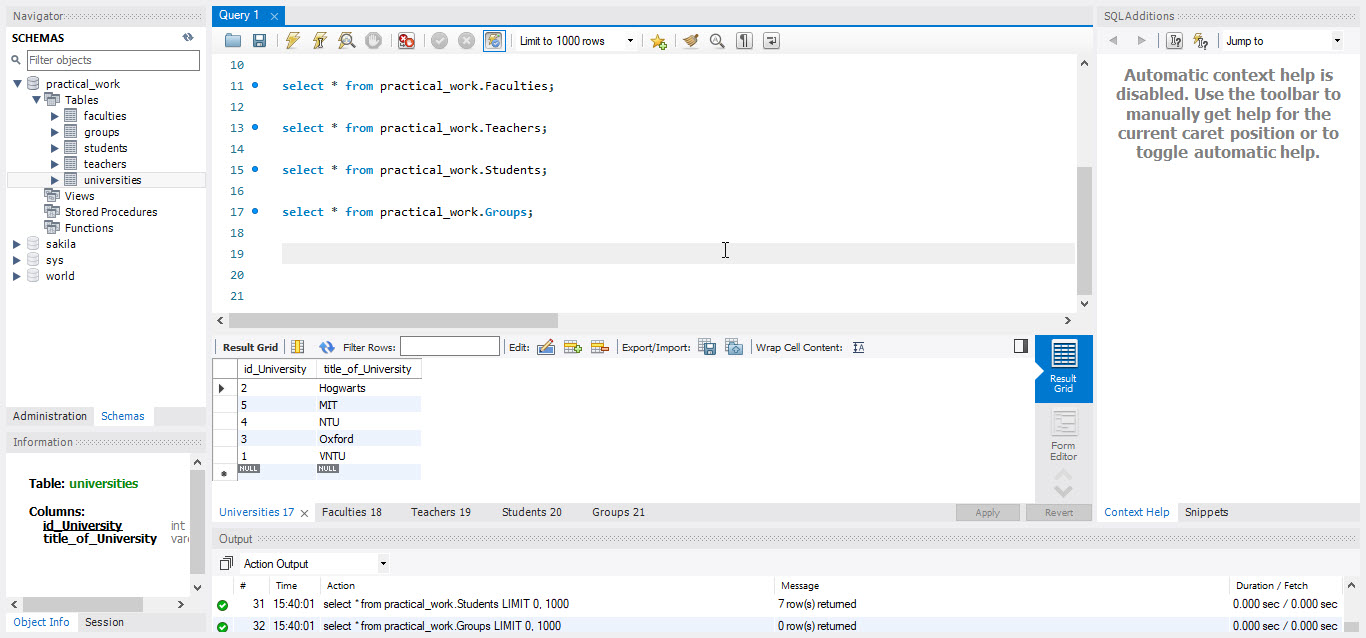 Navigator
SCHEMAS
Filter objects
practical_work
Tables
faculties
groups
students
teachers
universities
Views
Stored Procedures
Functions
sakila
sys
world
Administration Schemas
Information
Table: universities
Columns:
id_University int
title_of_University varc
Object Info Session
Query 1
Limit to 1000 rows
10
11 select * from practical_work.Faculties;
12
13 select * from practical_work.Teachers;
14
15 select * from practical_work.Students;
16
17 select * from practical_work.Groups;
18
19
20
21
Result Grid Filter Rows: Edit: Export/Import: Wrap Cell Content:
id_University title_of_University
2 Hogwarts
5 MIT
4 NTU
3 Oxford
1 VNTU
NULL NULL
Result
Grid
Form
Editor
Universities 17 Faculties 18 Teachers 19 Students 20 Groups 21 Apply Revert
Output
Action Output
# Time Action Message Duration / Fetch
31 15:40:01 select * from practical_work.Students LIMIT 0, 1000 7 row(s) returned 0.000 sec / 0.000 sec
32 15:40:01 select * from practical_work.Groups LIMIT 0, 1000 0 row(s) returned 0.000 sec / 0.000 sec
SQLAdditions
Jump to
Automatic context help is
disabled. Use the toolbar to
manually get help for the
current caret position or to
toggle automatic help.
Context Help Snippets